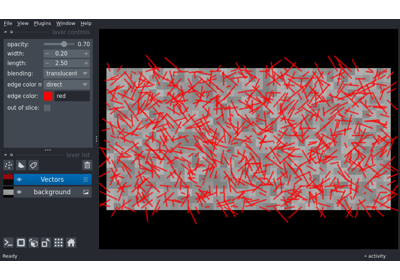 File View Plugins Window Help
layer controls
opacity: 0.70
width: 0.20
length: 2.50
blending: translucent
edge color m direct
edge color: red
out of slice:
layer list
Vectors
background
Ready
activity